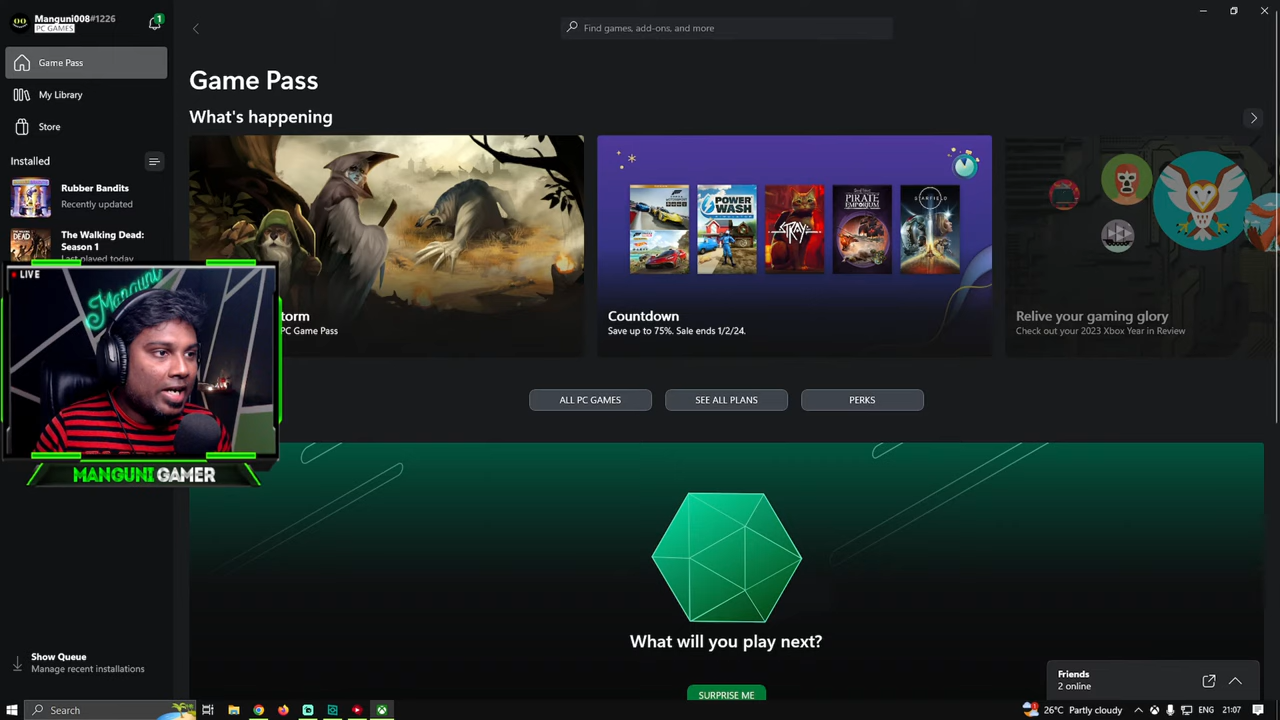 Manguni008#1226
PC GAMES
1
Find games, add-ons, and more
Game Pass
My Library
Store
Installed
Rubber Bandits
Recently updated
The Walking Dead:
Season 1
Last played today
Game Pass
What's happening
torm
PC Game Pass
POWER
WASH
STRAY
PIRATE
EMPORIUM
STARFIELD
Countdown
Save up to 75%. Sale ends 1/2/24.
Relive your gaming glory
Check out your 2023 Xbox Year in Review
LIVE
Manguni
MANGUNI GAMER
ALL PC GAMES
SEE ALL PLANS
PERKS
What will you play next?
SURPRISE ME
Show Queue
Manage recent installations
Friends
2 online
Search
26°C Partly cloudy
ENG
21:07